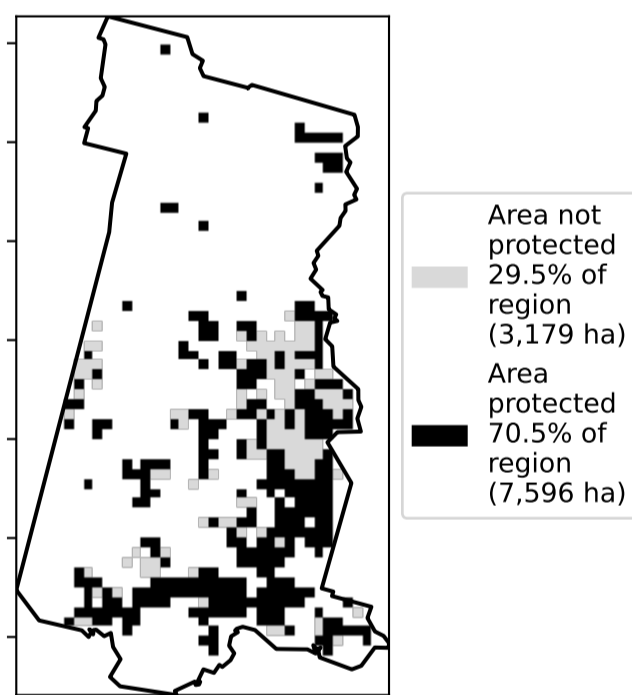 Area not
protected
29.5% of
region
(3,179 ha)
Area
protected
70.5% of
region
(7,596 ha)